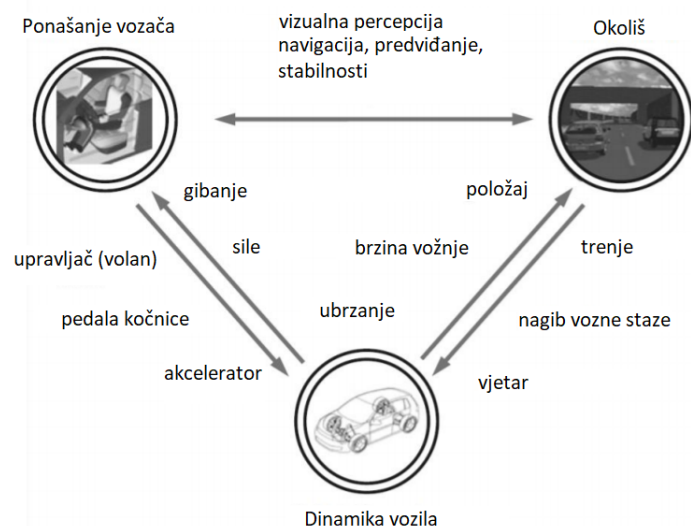 Ponašanje vozača
vizualna percepcija
navigacija, predviđanje,
stabilnosti
Okoliš
gibanje
položaj
sile
brzina vožnje
trenje
upravljač (volan)
pedala kočnice
ubrzanje
nagib vozne staze
akcelerator
vjetar
Dinamika vozila